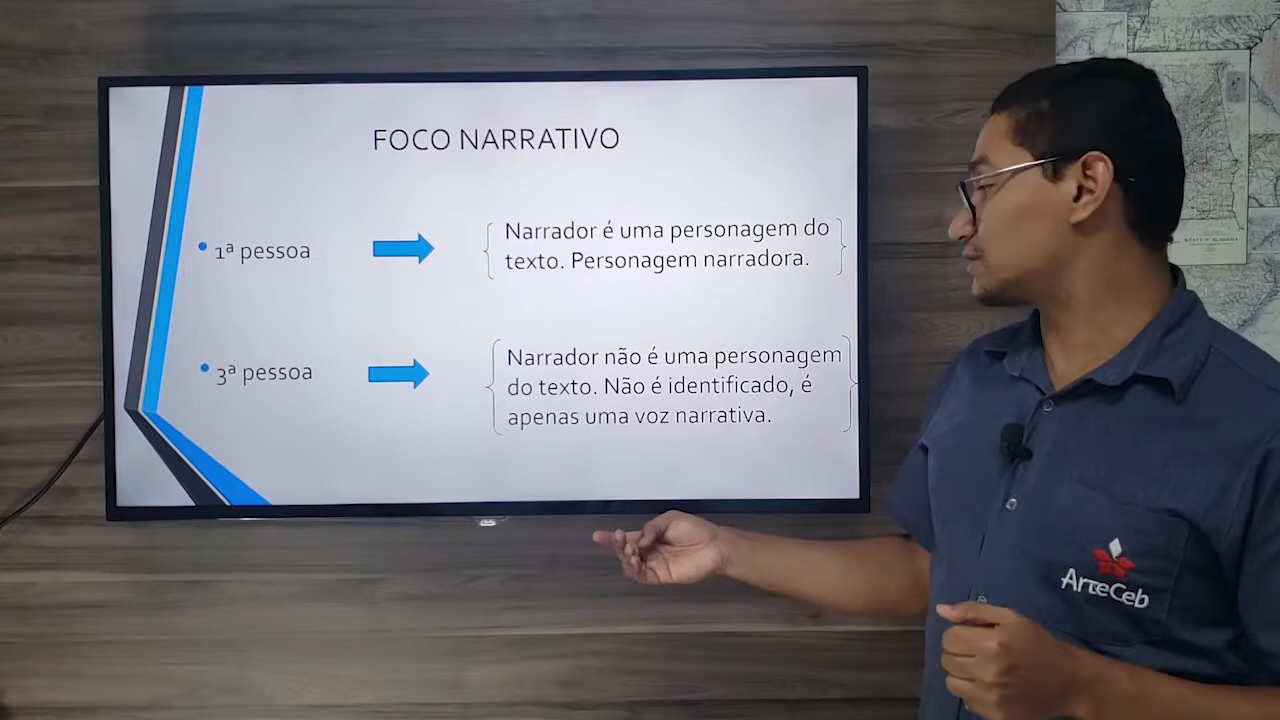 FOCO NARRATIVO
• 1ª pessoa
Narrador é uma personagem do
texto. Personagem narradora.
• 3ª pessoa
Narrador não é uma personagem
do texto. Não é identificado, é
apenas uma voz narrativa.
ArteCeb